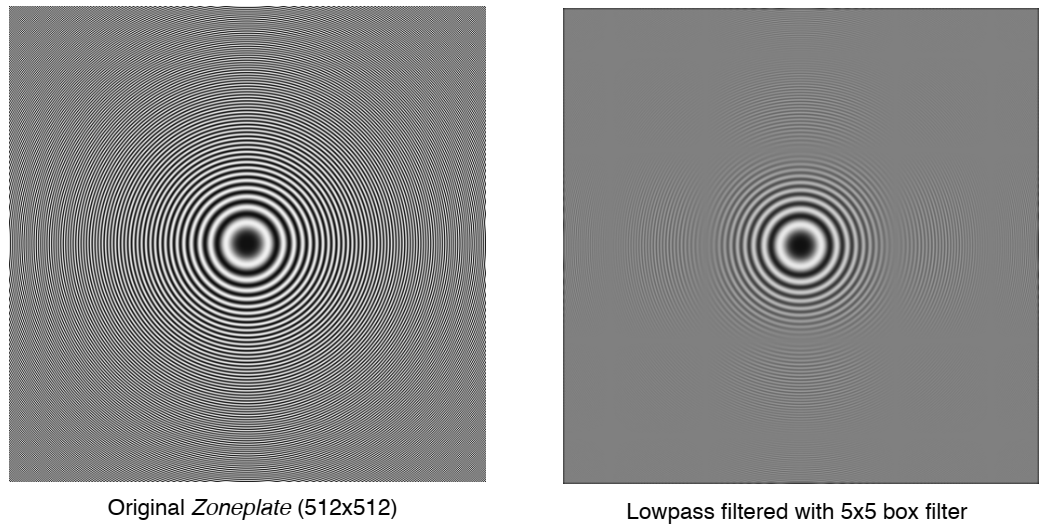 Original Zoneplate (512x512)
Lowpass filtered with 5x5 box filter